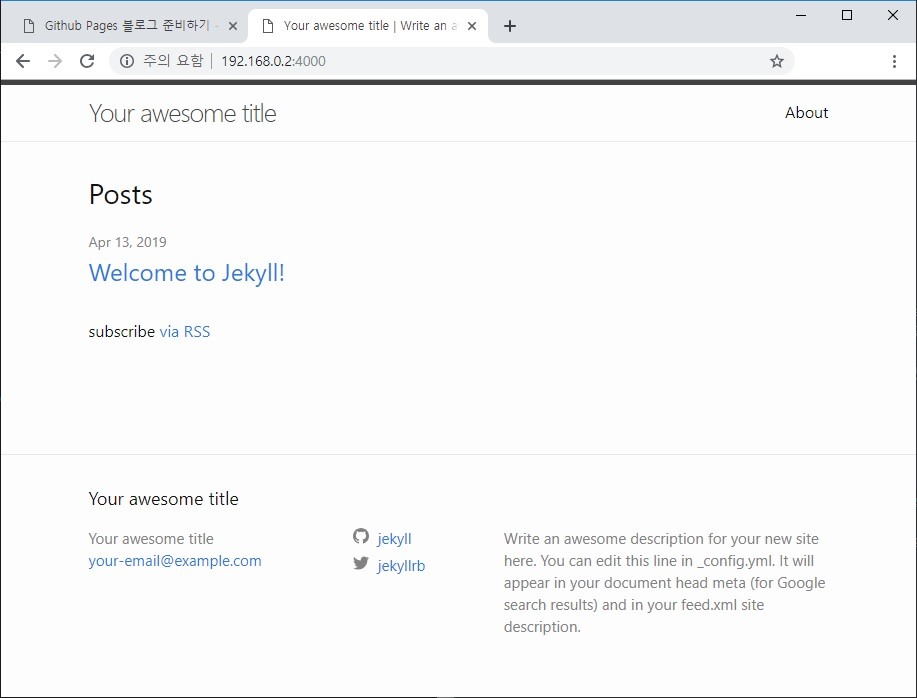 Github Pages 블로그 준비하기 -
Your awesome title | Write an a
주의 요함 | 192.168.0.2:4000
Your awesome title
About
Posts
Apr 13, 2019
Welcome to Jekyll!
subscribe via RSS
Your awesome title
Your awesome title
your-email@example.com
jekyll
jekyllrb
Write an awesome description for your new site
here. You can edit this line in _config.yml. It will
appear in your document head meta (for Google
search results) and in your feed.xml site
description.